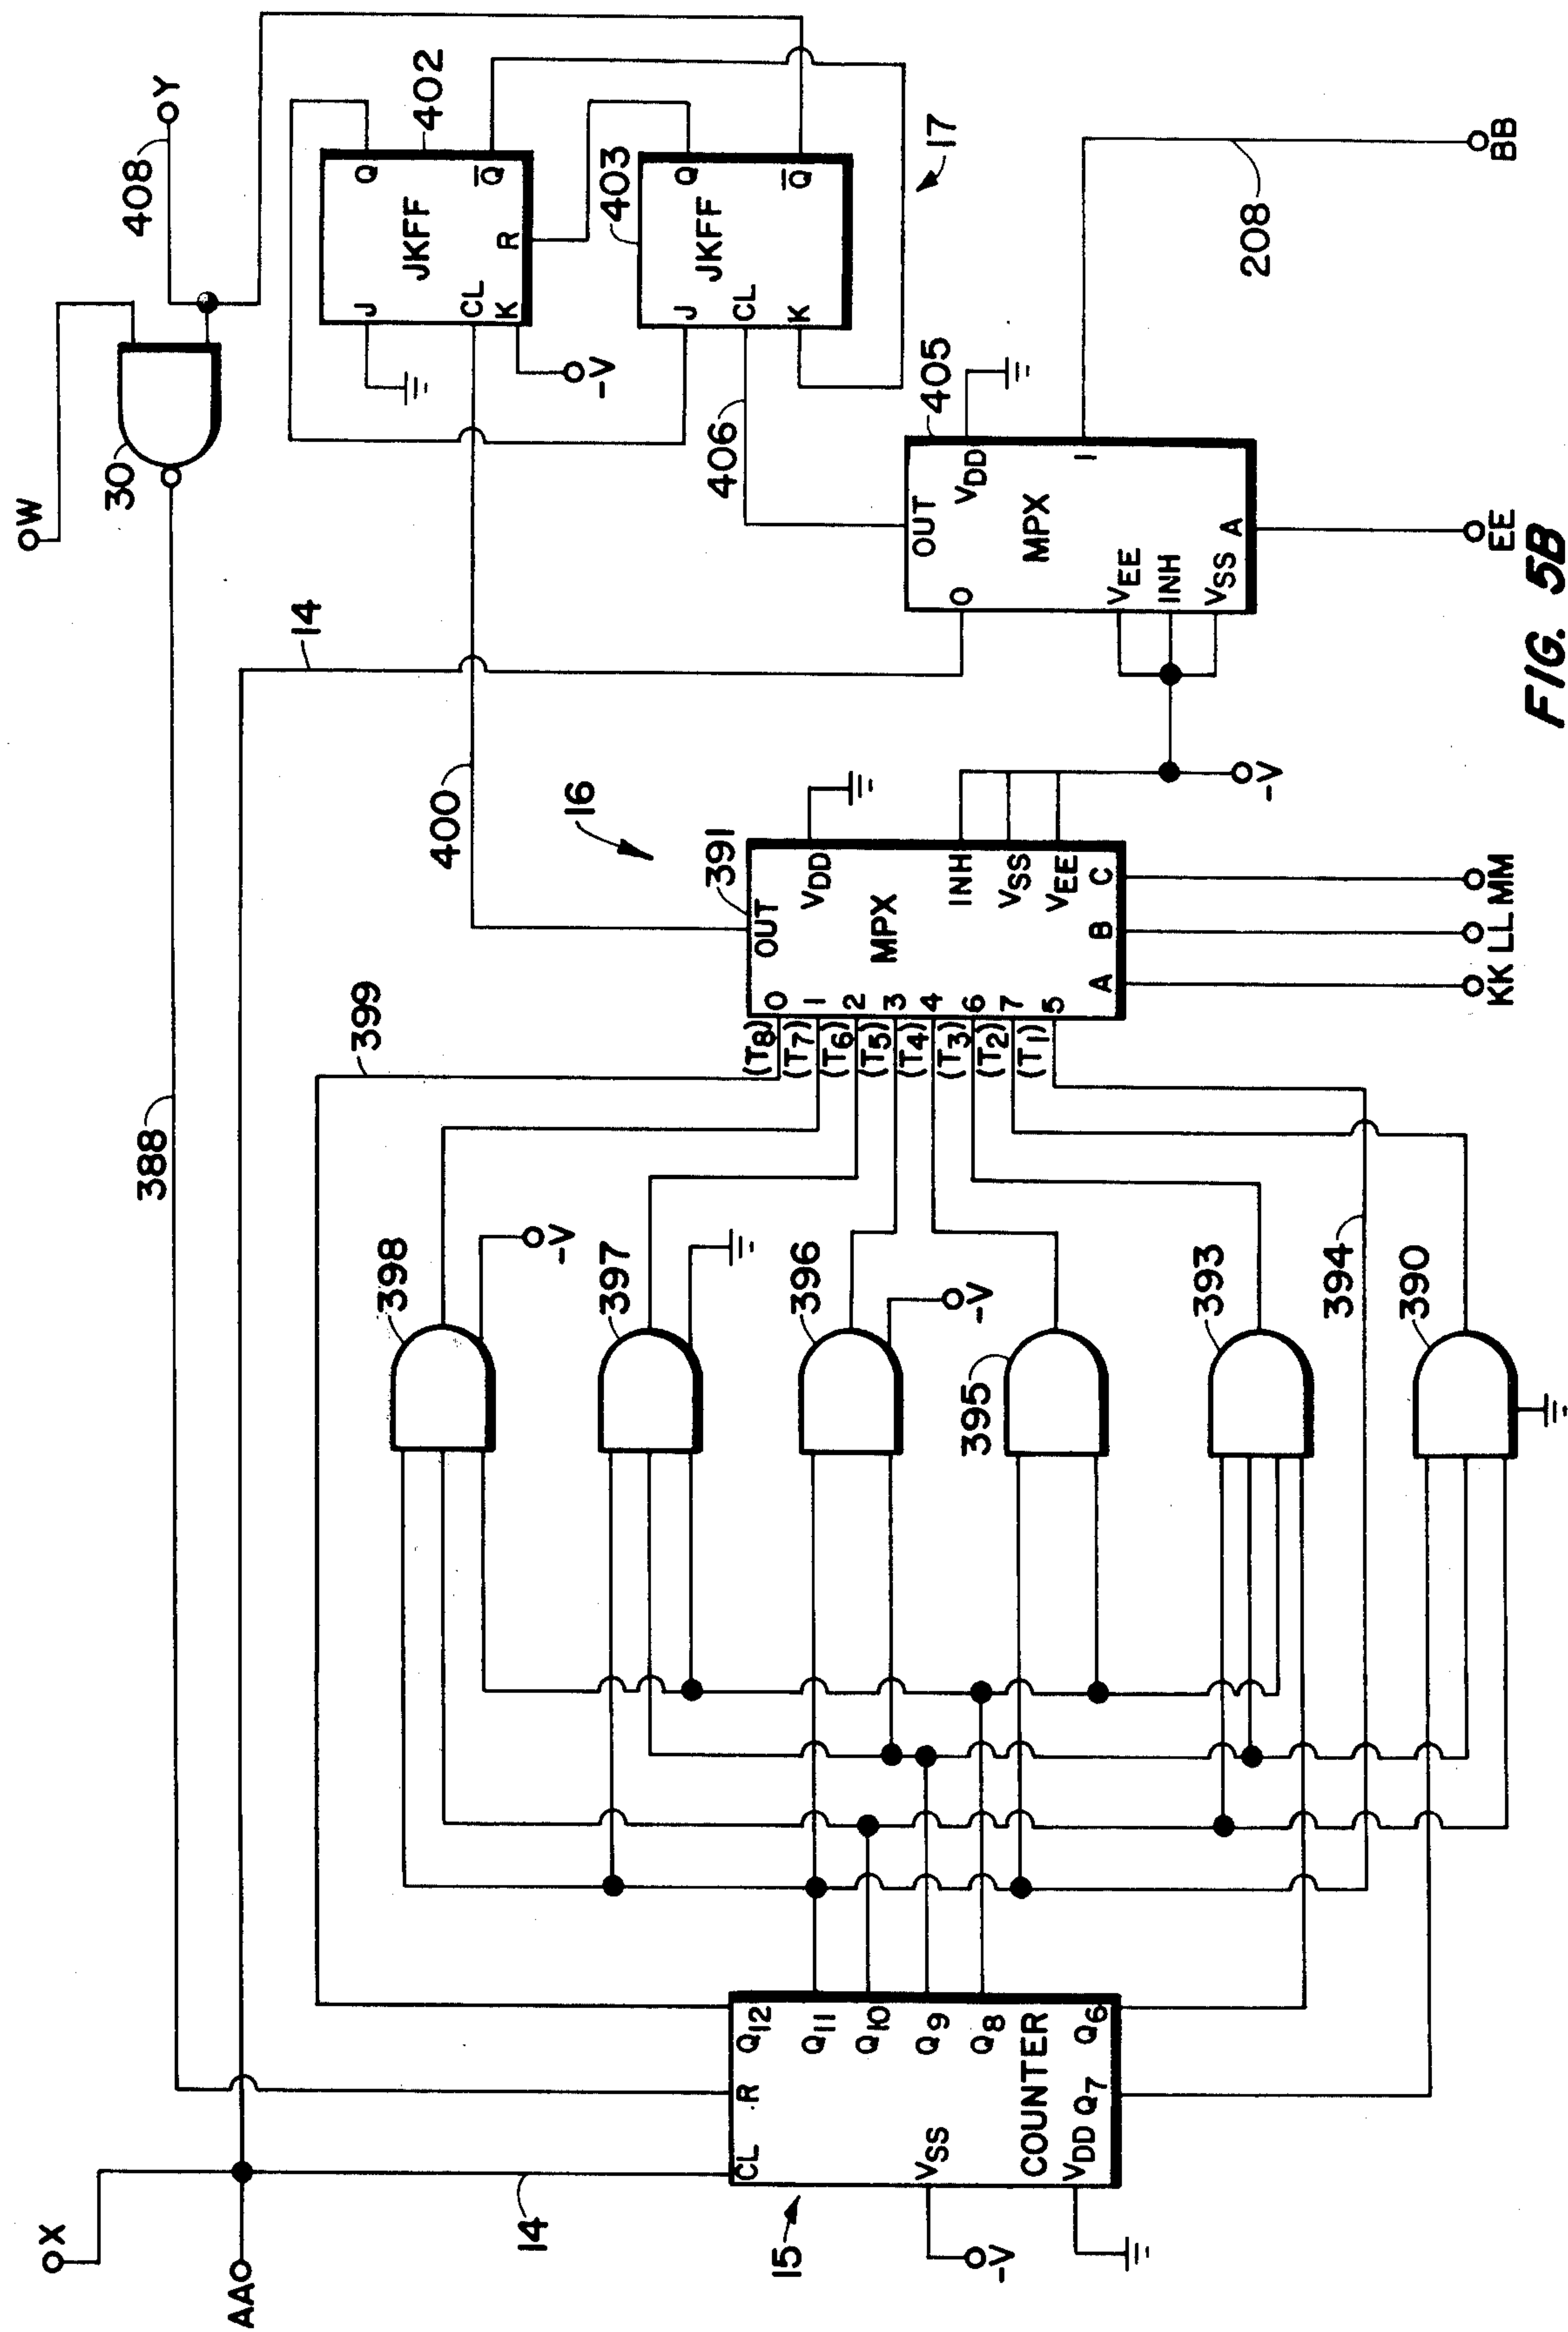 X
AA
14
15
CL
R
Q12
Q11
Q10
Q9
Q8
Q6
Q7
VSS
VDD
COUNTER
-V
388
398
-V
397
396
-V
395
393
394
390
399
(T8) 0
(T7) 1
(T6) 2
(T5) 3
(T4) 4
(T3) 6
(T2) 7
(T1) 5
OUT
391
MPX
VDD
INH
VSS
VEE
A
B
C
KK
LL
MM
16
-V
400
14
W
30
408
Y
J
CL
K
Q
Q̅
R
JKFF
402
-V
403
J
CL
K
Q
Q̅
JKFF
17
406
405
OUT
0
VDD
1
MPX
VEE
INH
VSS
A
208
BB
EE
FIG. 5B